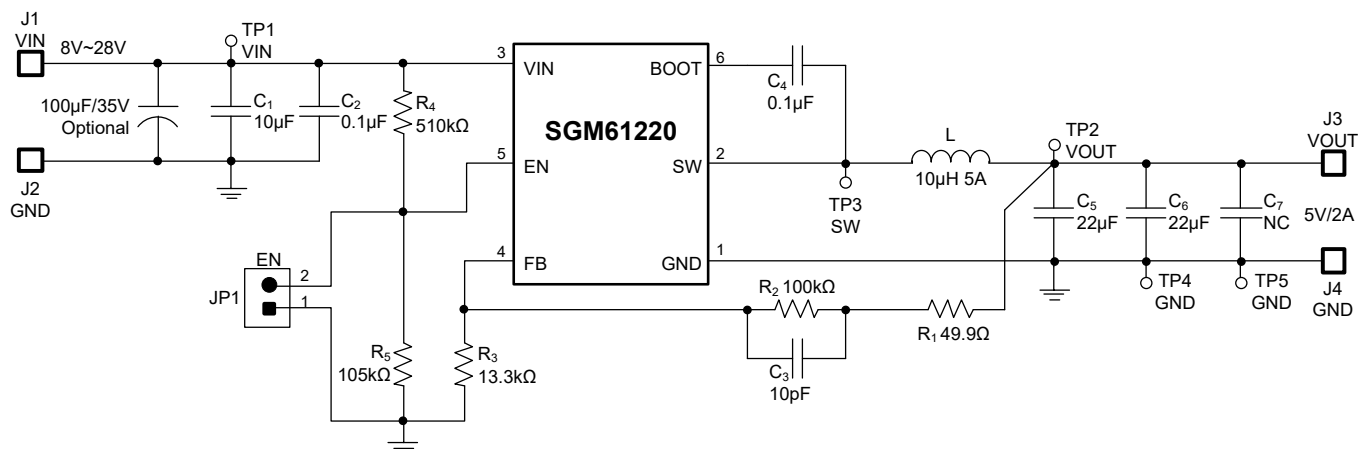 J1
VIN
8V~28V
TP1
VIN
100µF/35V
Optional
C1
10µF
C2
0.1µF
R4
510kΩ
J2
GND
3
VIN
BOOT
6
C4
0.1µF
SGM61220
5
EN
SW
2
L
10µH 5A
TP3
SW
TP2
VOUT
J3
VOUT
4
FB
GND
1
C5
22µF
C6
22µF
C7
NC
5V/2A
TP4
GND
TP5
GND
J4
GND
EN
JP1
2
1
R5
105kΩ
R3
13.3kΩ
R2 100kΩ
C3
10pF
R1 49.9Ω